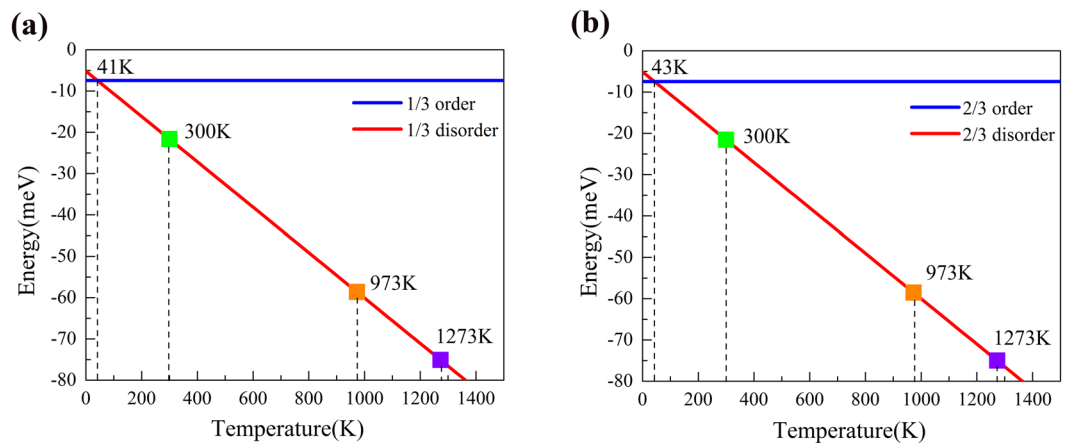 (a)
0
-10
-20
-30
-40
-50
-60
-70
-80
Energy(meV)
41K
1/3 order
1/3 disorder
300K
973K
1273K
0 200 400 600 800 1000 1200 1400
Temperature(K)
(b)
0
-10
-20
-30
-40
-50
-60
-70
-80
Energy(meV)
43K
2/3 order
2/3 disorder
300K
973K
1273K
0 200 400 600 800 1000 1200 1400
Temperature(K)